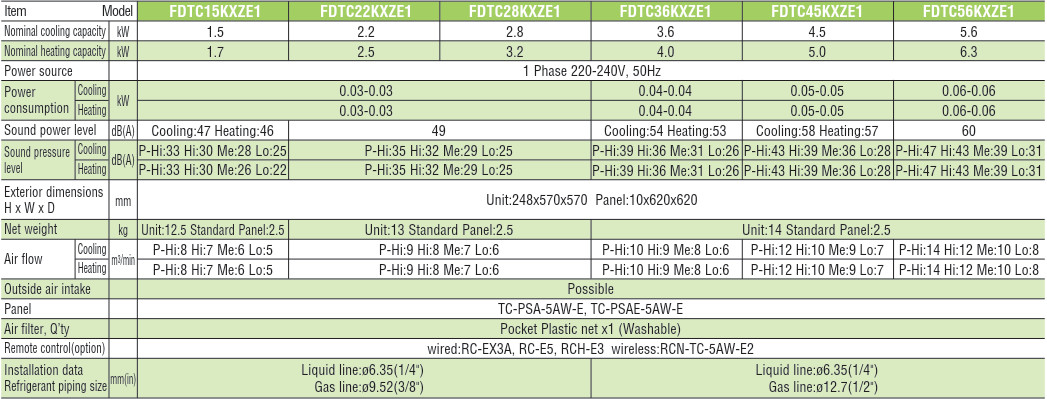 Item Model FDTC15KXZE1 FDTC22KXZE1 FDTC28KXZE1 FDTC36KXZE1 FDTC45KXZE1 FDTC56KXZE1
Nominal cooling capacity kW 1.5 2.2 2.8 3.6 4.5 5.6
Nominal heating capacity kW 1.7 2.5 3.2 4.0 5.0 6.3
Power source 1 Phase 220-240V, 50Hz
Power consumption Cooling kW 0.03-0.03 0.04-0.04 0.05-0.05 0.06-0.06
Heating 0.03-0.03 0.04-0.04 0.05-0.05 0.06-0.06
Sound power level dB(A) Cooling:47 Heating:46 49 Cooling:54 Heating:53 Cooling:58 Heating:57 60
Sound pressure level Cooling dB(A) P-Hi:33 Hi:30 Me:28 Lo:25 P-Hi:35 Hi:32 Me:29 Lo:25 P-Hi:39 Hi:36 Me:31 Lo:26 P-Hi:43 Hi:39 Me:36 Lo:28 P-Hi:47 Hi:43 Me:39 Lo:31
Heating P-Hi:33 Hi:30 Me:26 Lo:22 P-Hi:35 Hi:32 Me:29 Lo:25 P-Hi:39 Hi:36 Me:31 Lo:26 P-Hi:43 Hi:39 Me:36 Lo:28 P-Hi:47 Hi:43 Me:39 Lo:31
Exterior dimensions
H x W x D mm Unit:248x570x570 Panel:10x620x620
Net weight kg Unit:12.5 Standard Panel:2.5 Unit:13 Standard Panel:2.5 Unit:14 Standard Panel:2.5
Air flow Cooling m³/min P-Hi:8 Hi:7 Me:6 Lo:5 P-Hi:9 Hi:8 Me:7 Lo:6 P-Hi:10 Hi:9 Me:8 Lo:6 P-Hi:12 Hi:10 Me:9 Lo:7 P-Hi:14 Hi:12 Me:10 Lo:8
Heating P-Hi:8 Hi:7 Me:6 Lo:5 P-Hi:9 Hi:8 Me:7 Lo:6 P-Hi:10 Hi:9 Me:8 Lo:6 P-Hi:12 Hi:10 Me:9 Lo:7 P-Hi:14 Hi:12 Me:10 Lo:8
Outside air intake Possible
Panel TC-PSA-5AW-E, TC-PSAE-5AW-E
Air filter, Q'ty Pocket Plastic net x1 (Washable)
Remote control(option) wired:RC-EX3A, RC-E5, RCH-E3 wireless:RCN-TC-5AW-E2
Installation data mm(in) Liquid line:ø6.35(1/4") Liquid line:ø6.35(1/4")
Refrigerant piping size Gas line:ø9.52(3/8") Gas line:ø12.7(1/2")